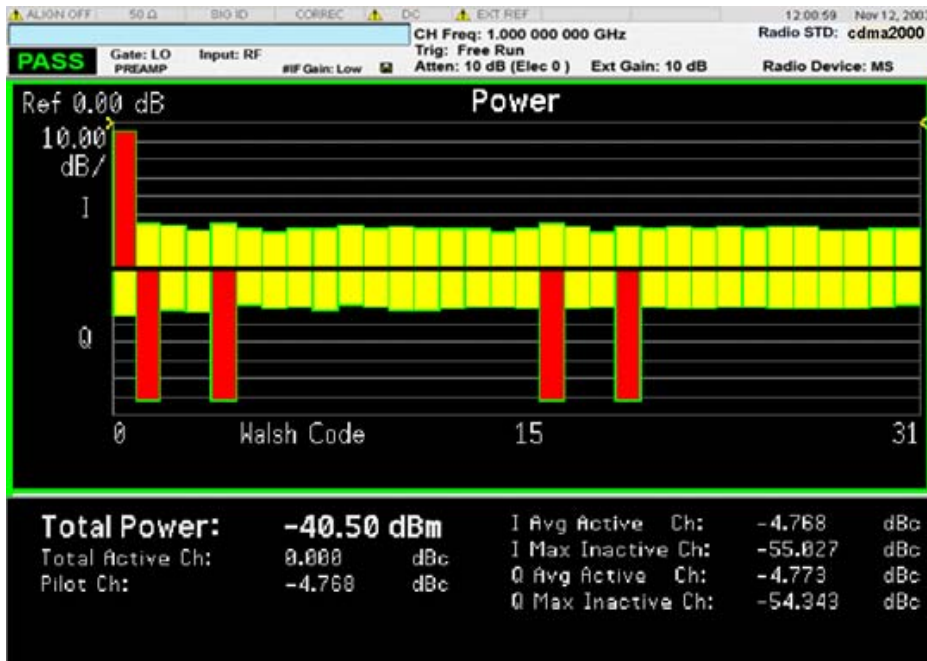 ALIGN OFF 50 Ω BIG ID CORREC DC EXT REF 12:00:59 Nov 12, 200
CH Freq: 1.000 000 000 GHz Radio STD: cdma2000
PASS Gate: LO Input: RF Trig: Free Run
PREAMP #IF Gain: Low Atten: 10 dB (Elec 0 ) Ext Gain: 10 dB Radio Device: MS
Ref 0.00 dB Power
10.00
dB/
I
Q
0 Walsh Code 15 31
Total Power: -40.50 dBm
Total Active Ch: 0.000 dBc
Pilot Ch: -4.768 dBc
I Avg Active Ch: -4.768 dBc
I Max Inactive Ch: -55.027 dBc
Q Avg Active Ch: -4.773 dBc
Q Max Inactive Ch: -54.343 dBc